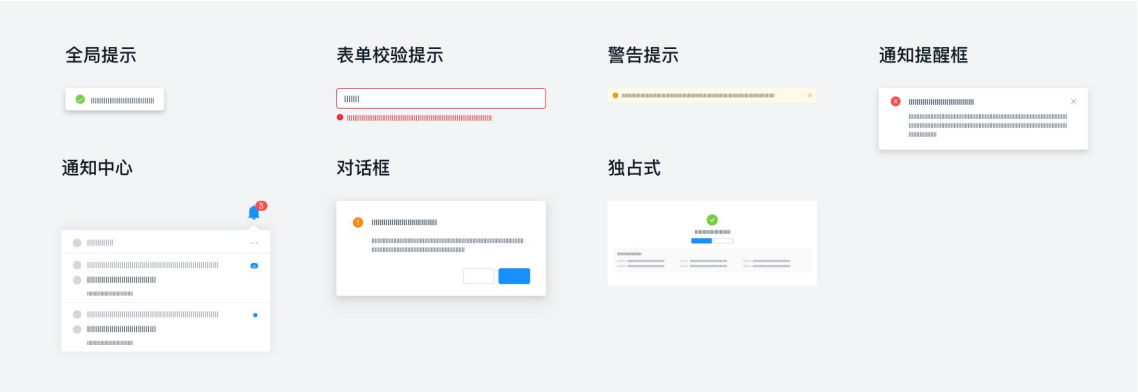 全局提示
表单校验提示
警告提示
通知提醒框
通知中心
对话框
独占式
3